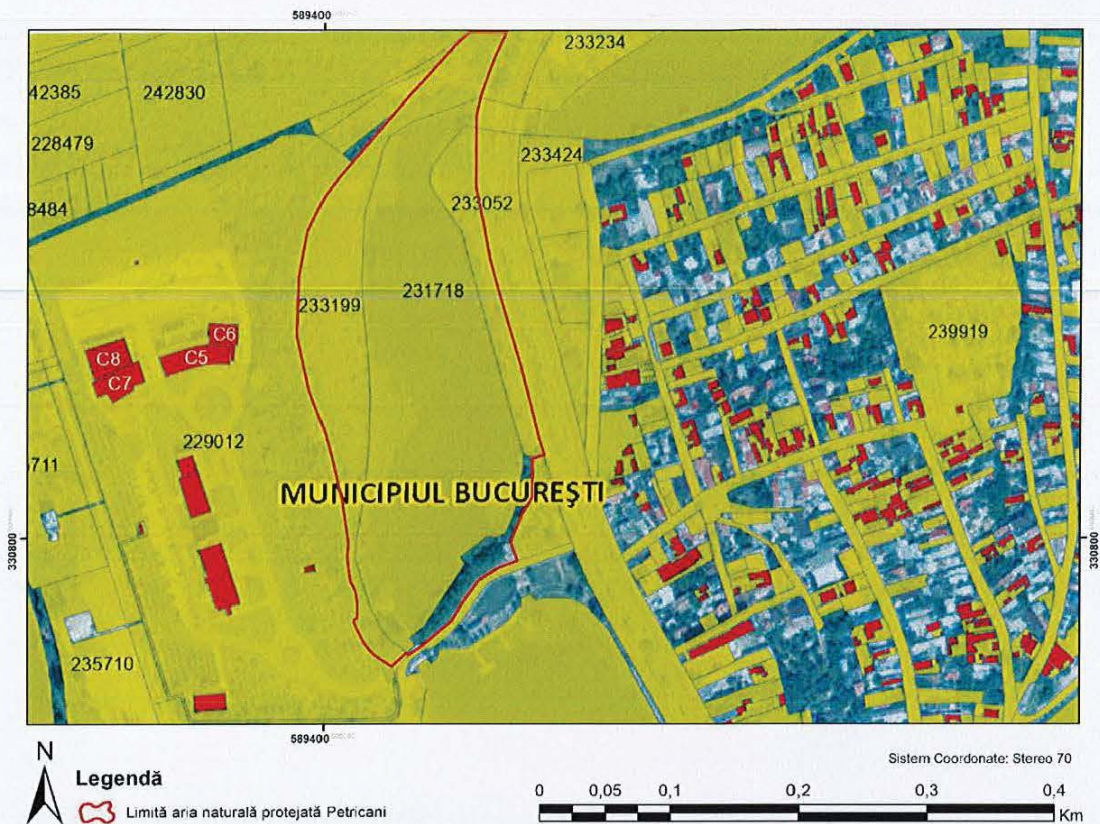 589400
233234
42385
242830
228479
233424
8484
233052
231718
233199
C6
C8
C5
C7
239919
229012
711
MUNICIPIUL BUCUREŞTI
330800
330800
235710
589400
N
Sistem Coordonate: Stereo 70
Legendă
0 0,05 0,1 0,2 0,3 0,4
Km
Limită aria naturală protejată Petricani